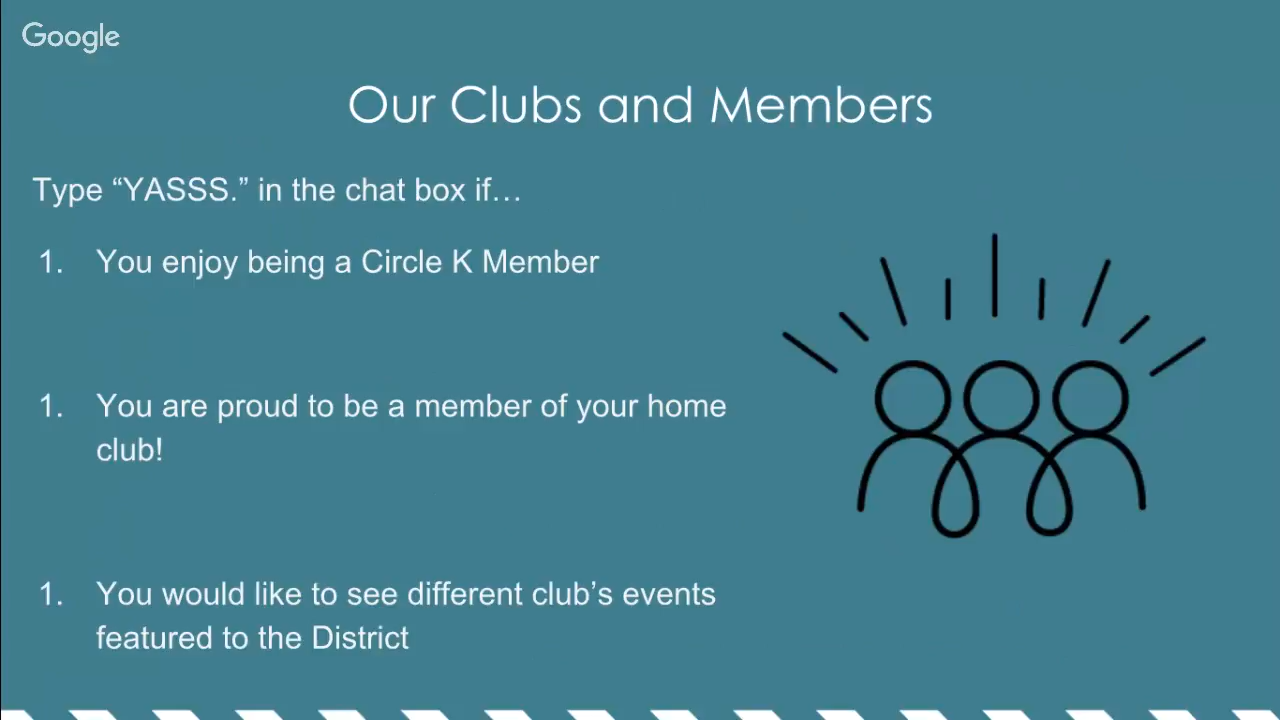 Google
Our Clubs and Members
Type “YASSS.” in the chat box if…
1. You enjoy being a Circle K Member
1. You are proud to be a member of your home
club!
1. You would like to see different club’s events
featured to the District